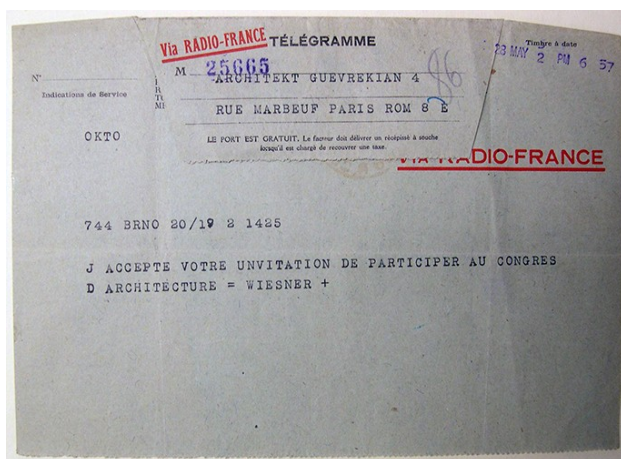 Via RADIO-FRANCE TÉLÉGRAMME
Timbre à date
28 MAY 2 PM 6 57
N°
Indications de Service
M 25665
ARCHITEKT GUEVREKIAN 4
86
RUE MARBEUF PARIS ROM 8 E
OKTO
LE PORT EST GRATUIT. Le facteur doit délivrer un récépissé à souche
lorsqu'il est chargé de recouvrer une taxe.
VIA RADIO-FRANCE
744 BRNO 20/19 2 1425
J ACCEPTE VOTRE UNVITATION DE PARTICIPER AU CONGRES
D ARCHITECTURE = WIESNER +